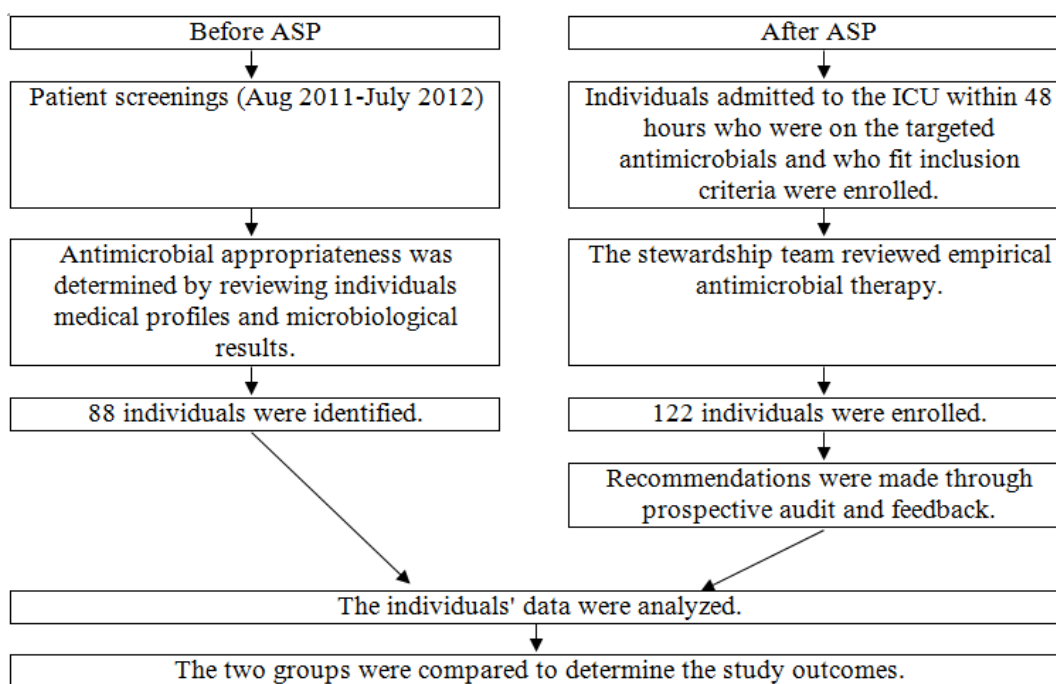 Before ASP
Patient screenings (Aug 2011-July 2012)
Antimicrobial appropriateness was
determined by reviewing individuals
medical profiles and microbiological
results.
88 individuals were identified.
After ASP
Individuals admitted to the ICU within 48
hours who were on the targeted
antimicrobials and who fit inclusion
criteria were enrolled.
The stewardship team reviewed empirical
antimicrobial therapy.
122 individuals were enrolled.
Recommendations were made through
prospective audit and feedback.
The individuals' data were analyzed.
The two groups were compared to determine the study outcomes.